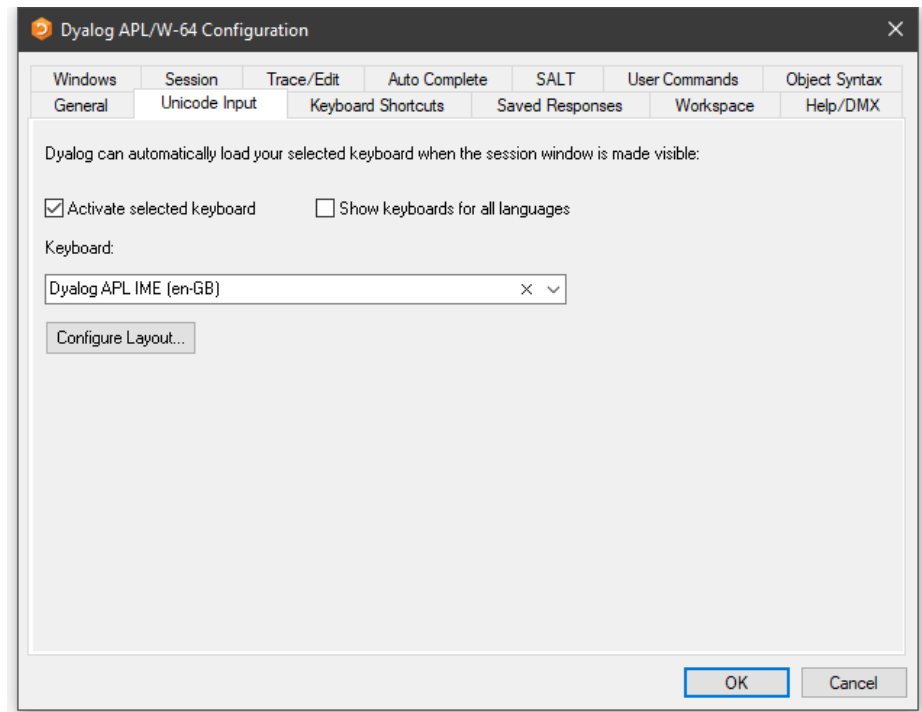 Dyalog APL/W-64 Configuration
Windows Session Trace/Edit Auto Complete SALT User Commands Object Syntax
General Unicode Input Keyboard Shortcuts Saved Responses Workspace Help/DMX
Dyalog can automatically load your selected keyboard when the session window is made visible:
Activate selected keyboard Show keyboards for all languages
Keyboard:
Dyalog APL IME (en-GB)
Configure Layout...
OK Cancel